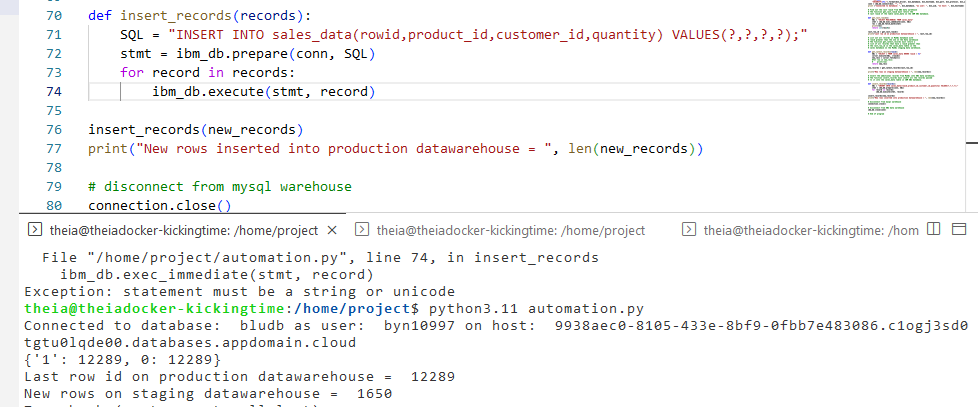 70 def insert_records(records):
71 SQL = "INSERT INTO sales_data(rowid,product_id,customer_id,quantity) VALUES(?,?,?,?);"
72 stmt = ibm_db.prepare(conn, SQL)
73 for record in records:
74 ibm_db.execute(stmt, record)
75
76 insert_records(new_records)
77 print("New rows inserted into production datawarehouse = ", len(new_records))
78
79 # disconnect from mysql warehouse
80 connection.close()
theia@theiadocker-kickingtime: /home/project theia@theiadocker-kickingtime: /home/project theia@theiadocker-kickingtime: /hom
File "/home/project/automation.py", line 74, in insert_records
ibm_db.exec_immediate(stmt, record)
Exception: statement must be a string or unicode
theia@theiadocker-kickingtime:/home/project$ python3.11 automation.py
Connected to database:  bludb as user:  byn10997 on host:  9938aec0-8105-433e-8bf9-0fbb7e483086.c1ogj3sd0
tgtu0lqde00.databases.appdomain.cloud
{'1': 12289, 0: 12289}
Last row id on production datawarehouse =  12289
New rows on staging datawarehouse =  1650